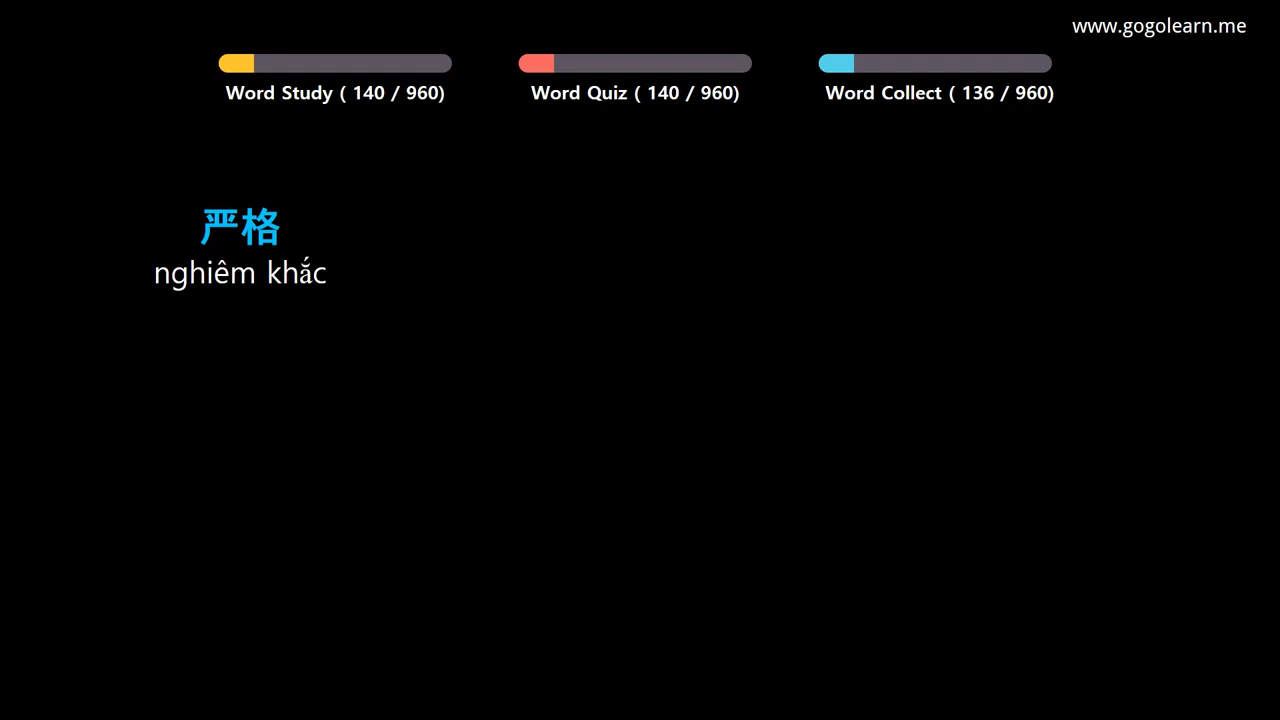 www.gogolearn.me
Word Study ( 140 / 960)
Word Quiz ( 140 / 960)
Word Collect ( 136 / 960)
严格
nghiêm khắc